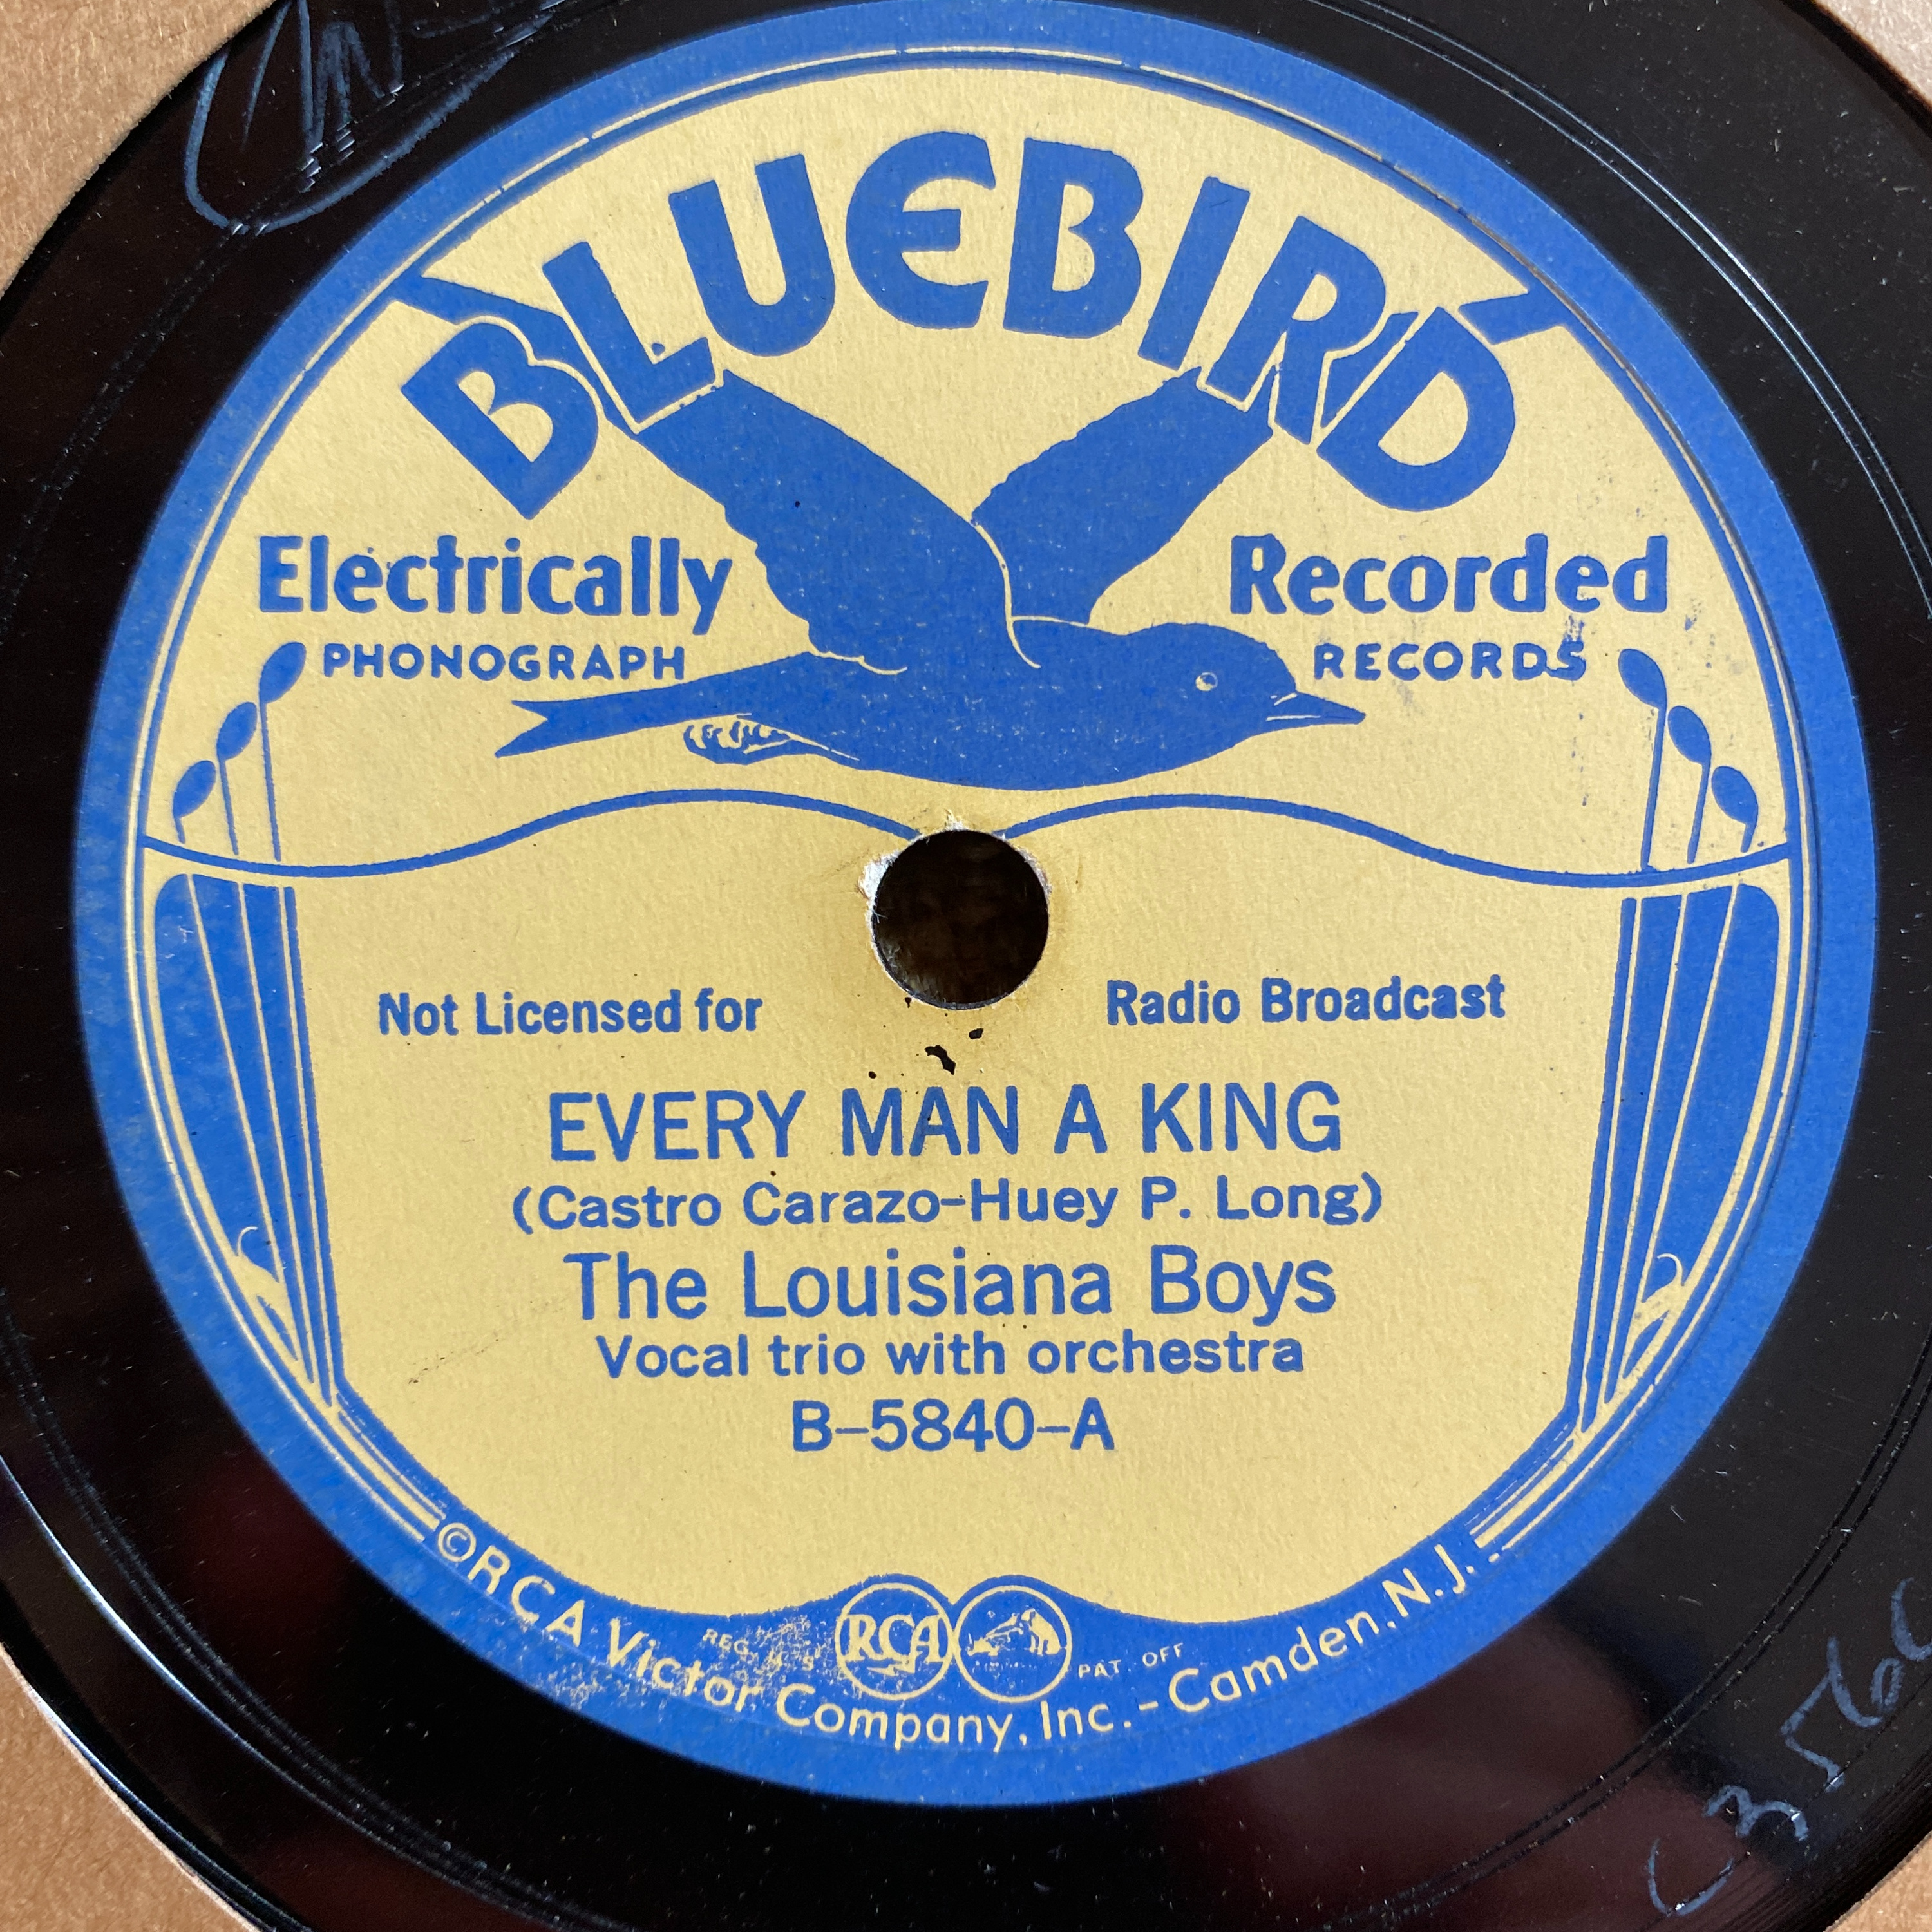 BLUEBIRD
Electrically Recorded
PHONOGRAPH RECORDS
Not Licensed for Radio Broadcast
EVERY MAN A KING
(Castro Carazo-Huey P. Long)
The Louisiana Boys
Vocal trio with orchestra
B-5840-A
RCA
REG. U.S. PAT. OFF
©RCA Victor Company, Inc.-Camden, N.J.